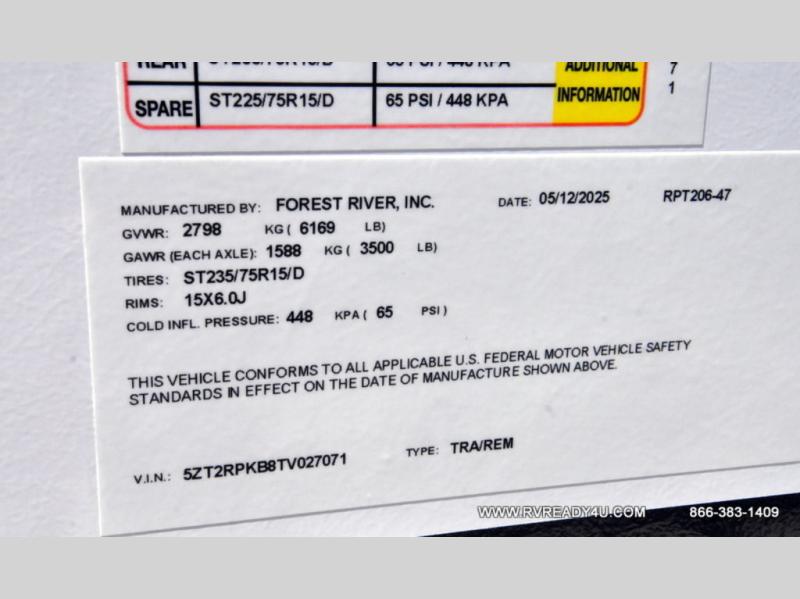 REAR
ADDITIONAL
7
SPARE ST225/75R15/D 65 PSI / 448 KPA INFORMATION
1
MANUFACTURED BY: FOREST RIVER, INC. DATE: 05/12/2025 RPT206-47
GVWR: 2798 KG ( 6169 LB)
GAWR (EACH AXLE): 1588 KG ( 3500 LB)
TIRES: ST235/75R15/D
RIMS: 15X6.0J
COLD INFL. PRESSURE: 448 KPA ( 65 PSI )
THIS VEHICLE CONFORMS TO ALL APPLICABLE U.S. FEDERAL MOTOR VEHICLE SAFETY
STANDARDS IN EFFECT ON THE DATE OF MANUFACTURE SHOWN ABOVE.
V.I.N.: 5ZT2RPKB8TV027071 TYPE: TRA/REM
WWW.RVREADY4U.COM 866-383-1409